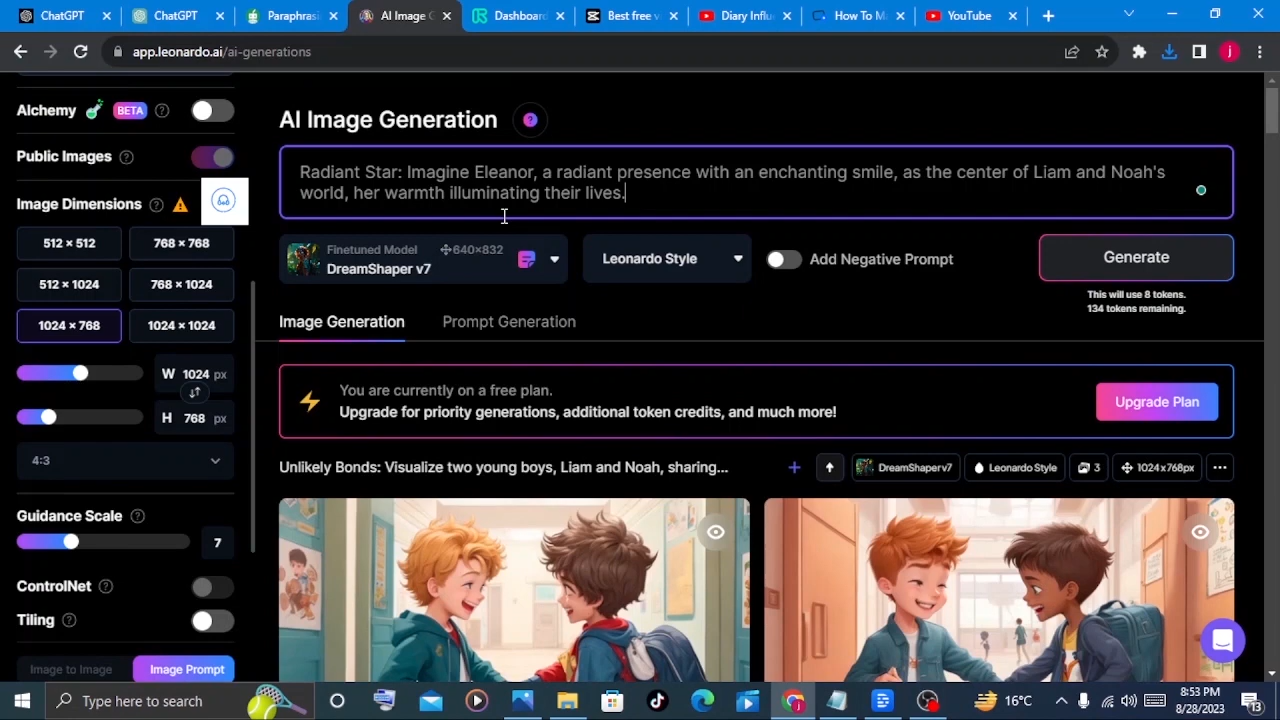 ChatGPT
ChatGPT
Paraphrasi
AI Image G
Dashboard
Best free v
Diary Influ
How To M
YouTube
app.leonardo.ai/ai-generations
j
Alchemy
BETA
Public Images
Image Dimensions
512 × 512
768 × 768
512 × 1024
768 × 1024
1024 × 768
1024 × 1024
W 1024 px
H 768 px
4:3
Guidance Scale
7
ControlNet
Tiling
Image to Image
Image Prompt
AI Image Generation
Radiant Star: Imagine Eleanor, a radiant presence with an enchanting smile, as the center of Liam and Noah's
world, her warmth illuminating their lives.
Finetuned Model
640×832
DreamShaper v7
Leonardo Style
Add Negative Prompt
Generate
This will use 8 tokens.
134 tokens remaining.
Image Generation
Prompt Generation
You are currently on a free plan.
Upgrade for priority generations, additional token credits, and much more!
Upgrade Plan
Unlikely Bonds: Visualize two young boys, Liam and Noah, sharing...
DreamShaper v7
Leonardo Style
3
1024x768px
Type here to search
16°C
8:53 PM
8/28/2023
13